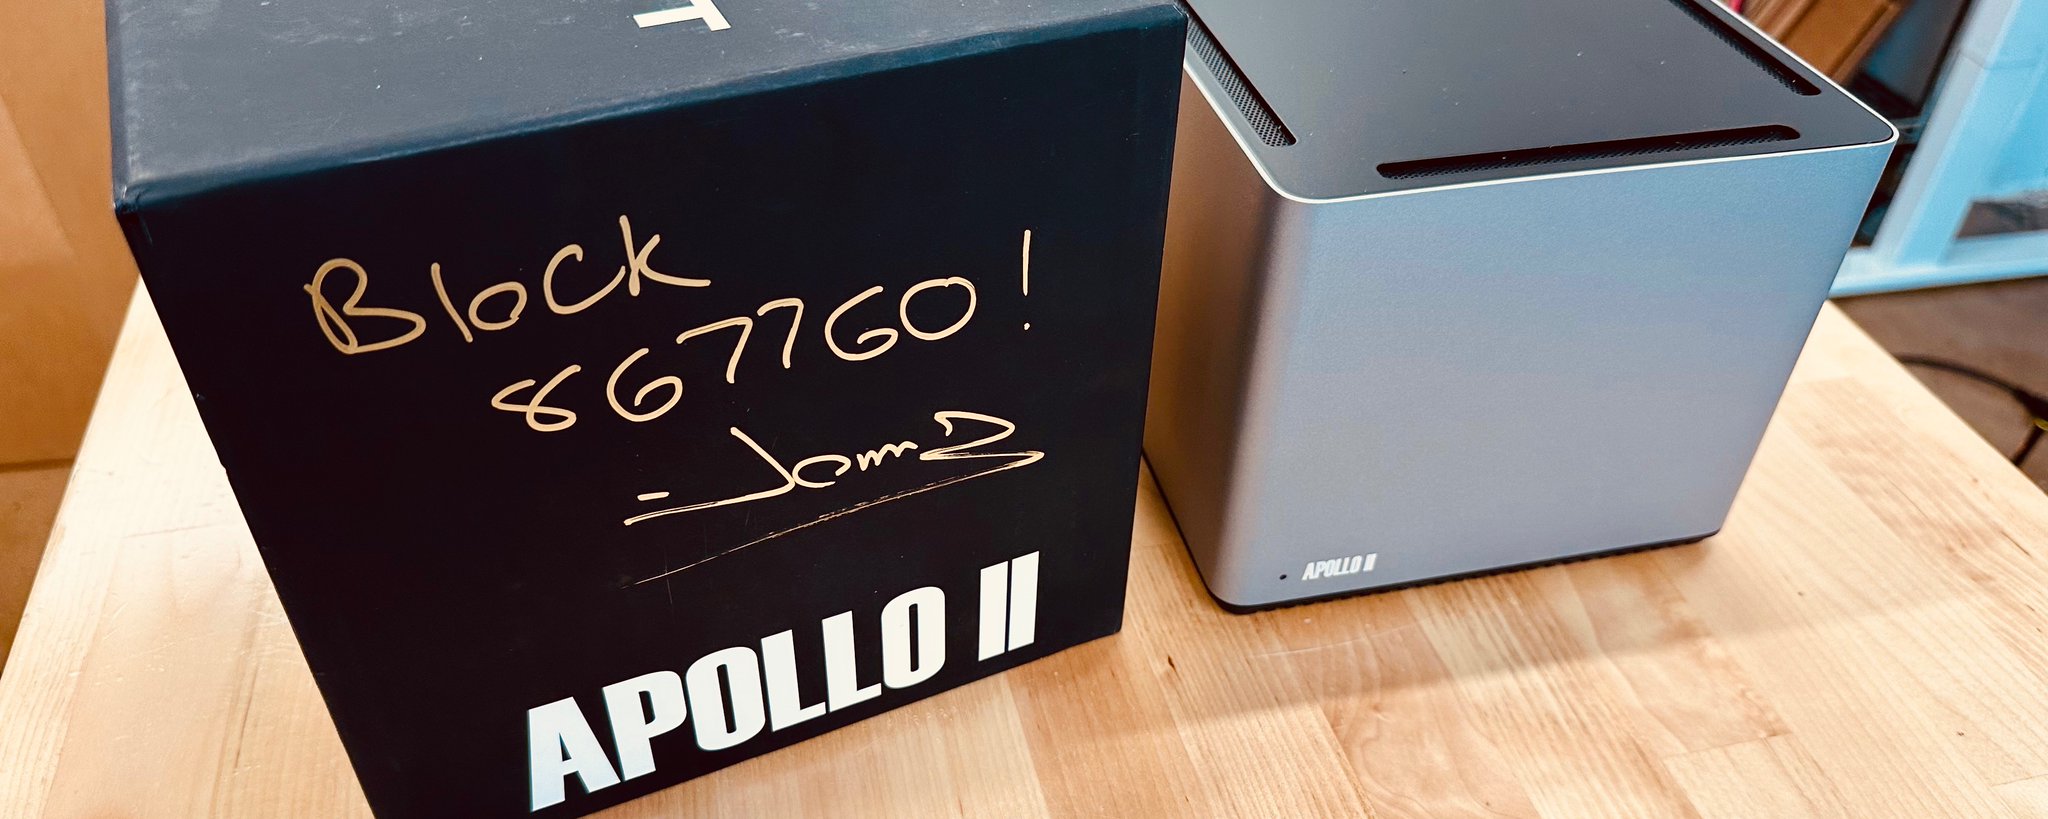 T
Block
867760!
APOLLO II
APOLLO II